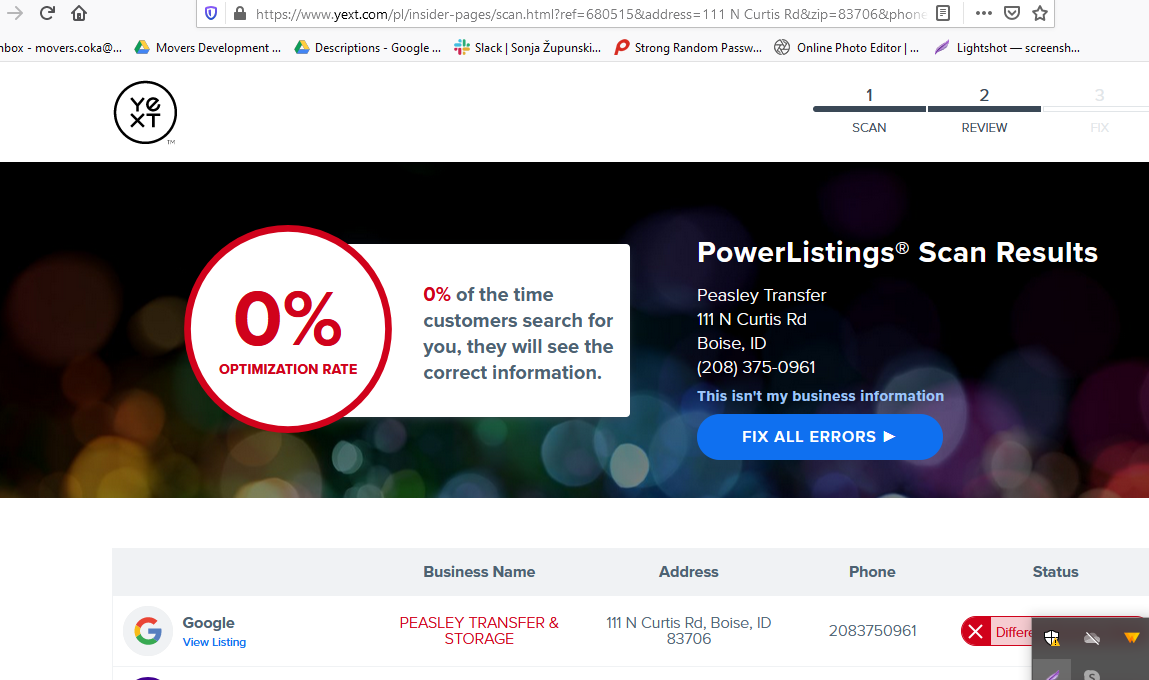 https://www.yext.com/pl/insider-pages/scan.html?ref=680515&address=111 N Curtis Rd&zip=83706&phone
nbox - movers.coka@...
Movers Development ...
Descriptions - Google ...
Slack | Sonja Župunski...
Strong Random Passw...
Online Photo Editor | ...
Lightshot — screensh...
YEXT
TM
1
2
3
SCAN
REVIEW
FIX
0%
OPTIMIZATION RATE
0% of the time
customers search for
you, they will see the
correct information.
PowerListings® Scan Results
Peasley Transfer
111 N Curtis Rd
Boise, ID
(208) 375-0961
This isn't my business information
FIX ALL ERRORS ▶
Business Name
Address
Phone
Status
Google
View Listing
PEASLEY TRANSFER &
STORAGE
111 N Curtis Rd, Boise, ID
83706
2083750961
Differe